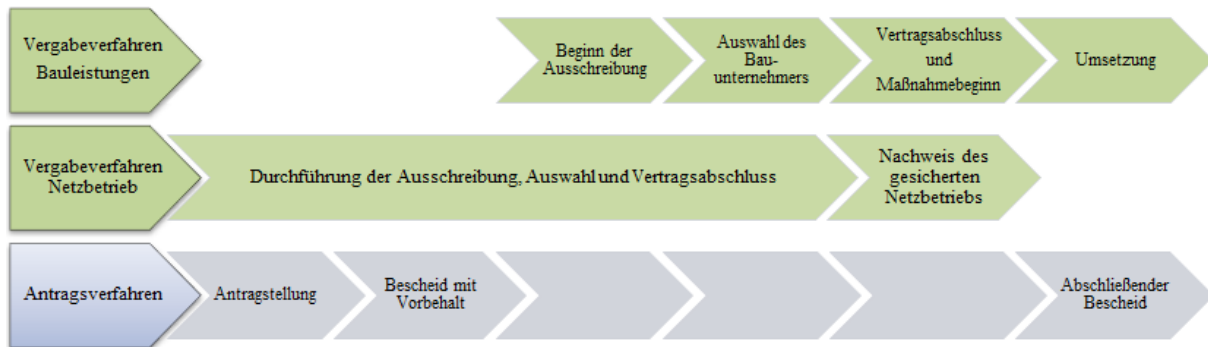 Vergabeverfahren
Bauleistungen
Beginn der
Ausschreibung
Auswahl des
Bau-
unternehmers
Vertragsabschluss
und
Maßnahmebeginn
Umsetzung
Vergabeverfahren
Netzbetrieb
Durchführung der Ausschreibung, Auswahl und Vertragsabschluss
Nachweis des
gesicherten
Netzbetriebs
Antragsverfahren
Antragstellung
Bescheid mit
Vorbehalt
Abschließender
Bescheid